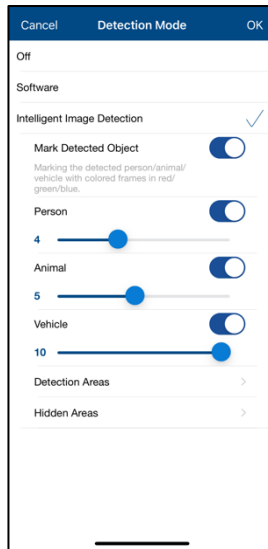 Cancel Detection Mode OK
Off
Software
Intelligent Image Detection
Mark Detected Object
Marking the detected person/animal/
vehicle with colored frames in red/
green/blue.
Person
4
Animal
5
Vehicle
10
Detection Areas
Hidden Areas